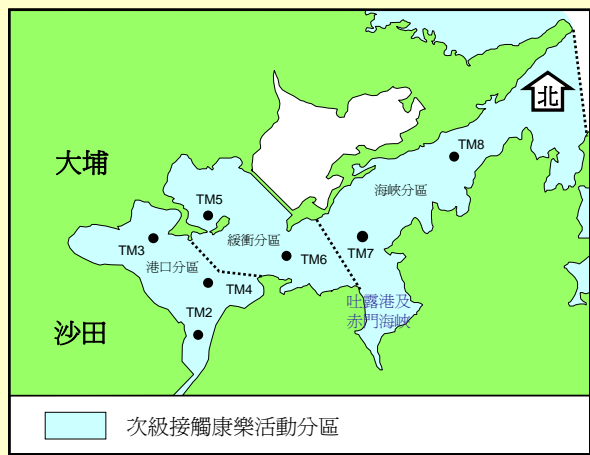 北
大埔
TM8
海峽分區
TM5
TM3
緩衝分區
TM7
港口分區
TM6
TM4
吐露港及
赤門海峽
TM2
沙田
次級接觸康樂活動分區